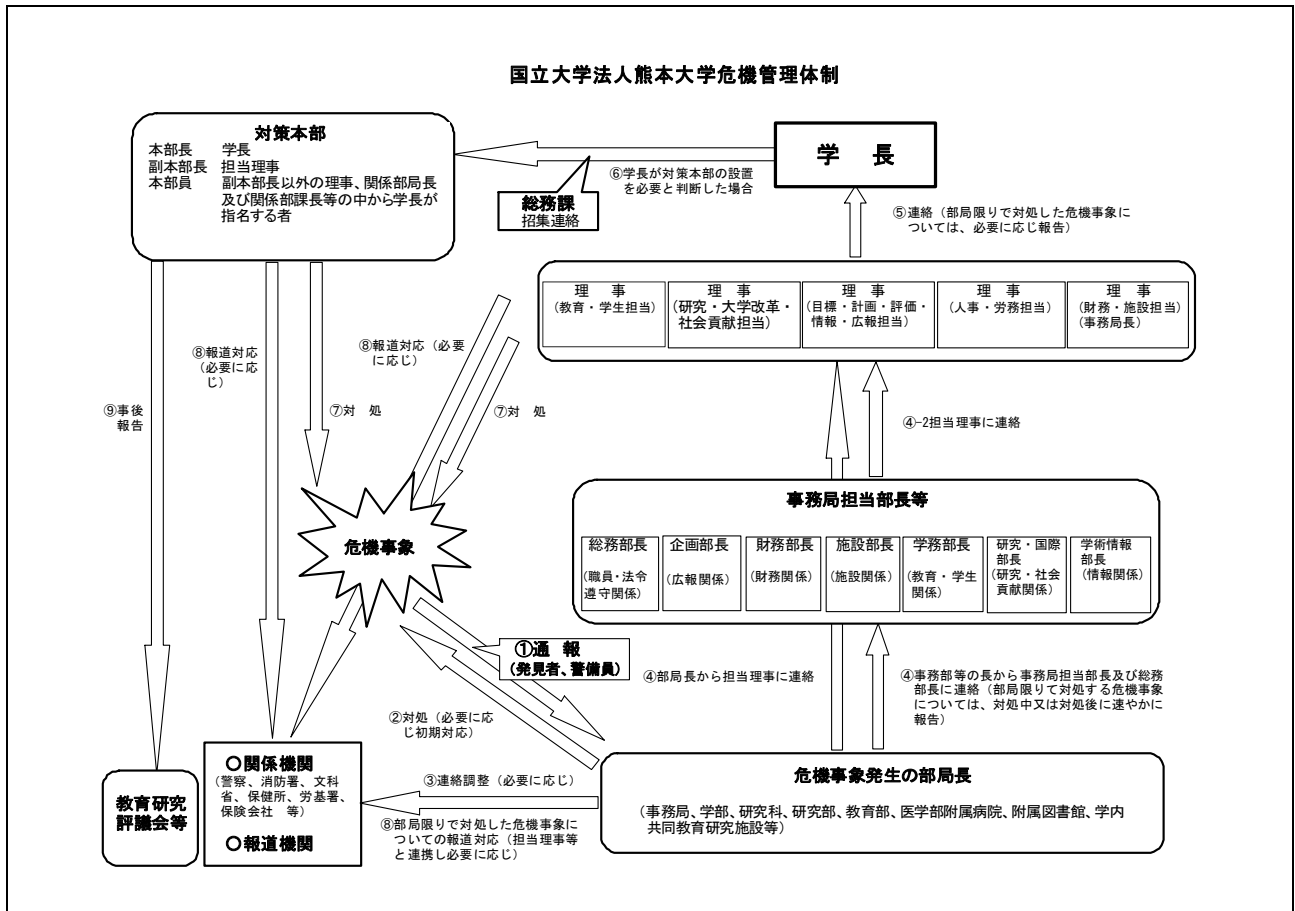 国立大学法人熊本大学危機管理体制
対策本部
本部長 学長
副本部長 担当理事
本部員 副本部長以外の理事、関係部局長
及び関係部課長等の中から学長が
指名する者
学 長
⑥学長が対策本部の設置
を必要と判断した場合
総務課
招集連絡
⑤連絡（部局限りで対処した危機事象に
ついては、必要に応じ報告）
理 事
（教育・学生担当）
理 事
（研究・大学改革・
社会貢献担当）
理 事
（目標・計画・評価・
情報・広報担当）
理 事
（人事・労務担当）
理 事
（財務・施設担当）
（事務局長）
⑧報道対応
（必要に応
じ）
⑧報道対応（必要
に応じ）
⑨事後
報告
⑦対 処
⑦対 処
④-2担当理事に連絡
事務局担当部長等
総務部長
（職員・法令
遵守関係）
企画部長
（広報関係）
財務部長
（財務関係）
施設部長
（施設関係）
学務部長
（教育・学生
関係）
研究・国際
部長
（研究・社会
貢献関係）
学術情報
部長
（情報関係）
危機事象
①通 報
（発見者、警備員）
④部局長から担当理事に連絡
④事務部等の長から事務局担当部長及び総務
部長に連絡（部局限りて対処する危機事象
については、対処中又は対処後に速やかに
報告）
②対処（必要に応
じ初期対応）
教育研究
評議会等
○関係機関
（警察、消防署、文科
省、保健所、労基署、
保険会社 等）
○報道機関
③連絡調整（必要に応じ）
⑧部局限りで対処した危機事象に
ついての報道対応（担当理事等
と連携し必要に応じ）
危機事象発生の部局長
（事務局、学部、研究科、研究部、教育部、医学部附属病院、附属図書館、学内
共同教育研究施設等）